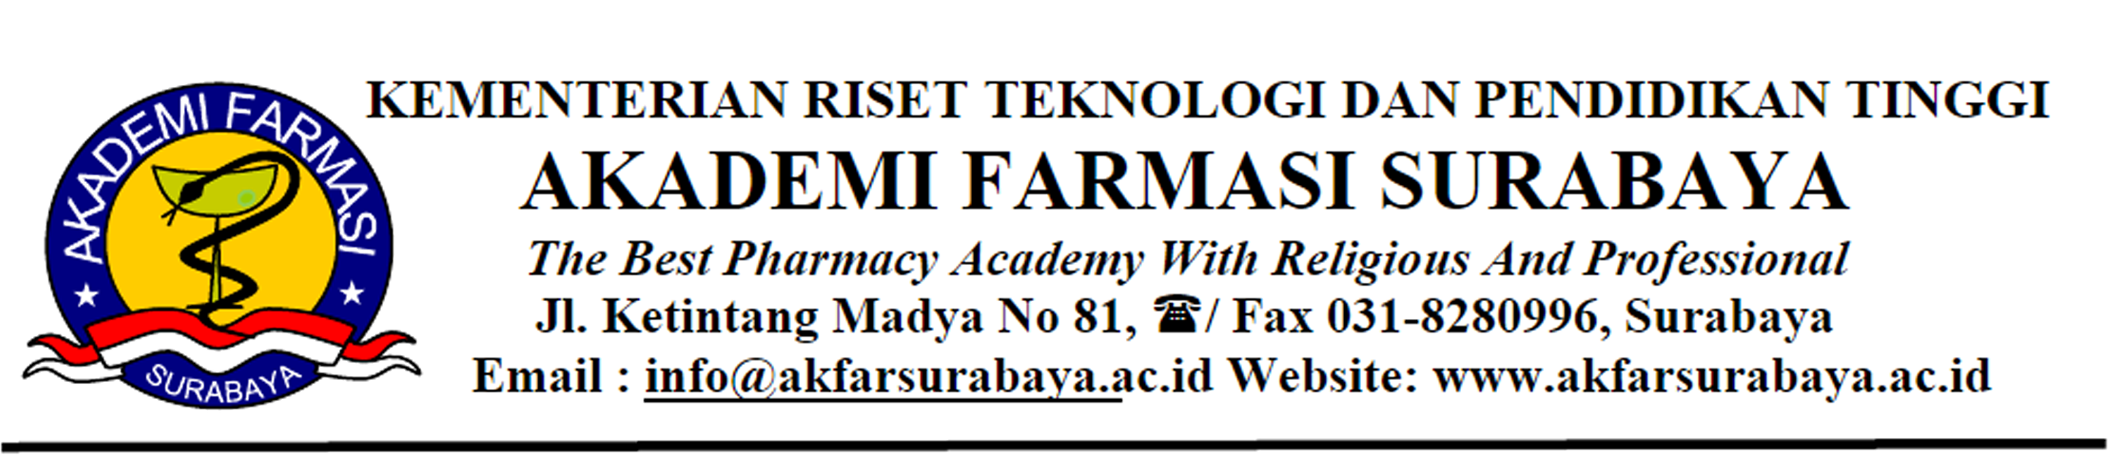 AKADEMI FARMASI
SURABAYA
KEMENTERIAN RISET TEKNOLOGI DAN PENDIDIKAN TINGGI
AKADEMI FARMASI SURABAYA
The Best Pharmacy Academy With Religious And Professional
Jl. Ketintang Madya No 81, ☎/ Fax 031-8280996, Surabaya
Email : info@akfarsurabaya.ac.id Website: www.akfarsurabaya.ac.id